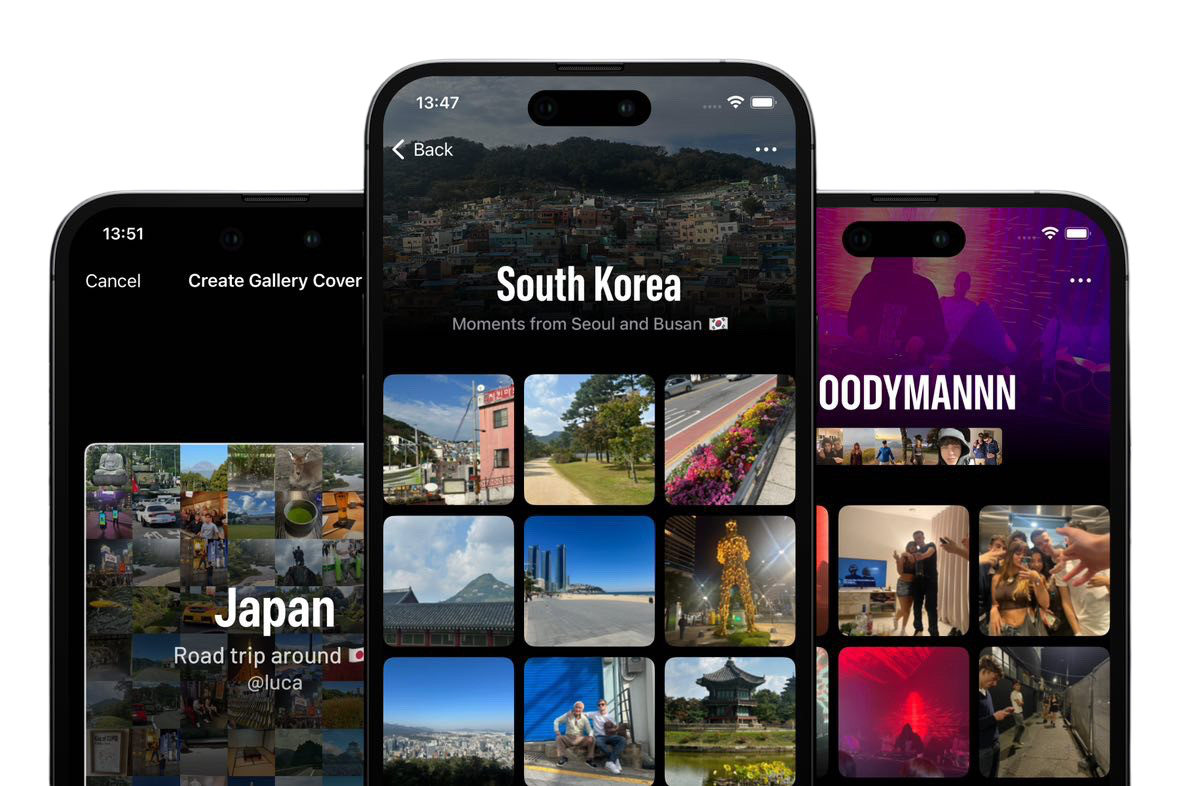 13:51
Cancel
Create Gallery Cover
Japan
Road trip around 🇯🇵
@luca
13:47
Back
South Korea
Moments from Seoul and Busan 🇰🇷
OODYMANNN